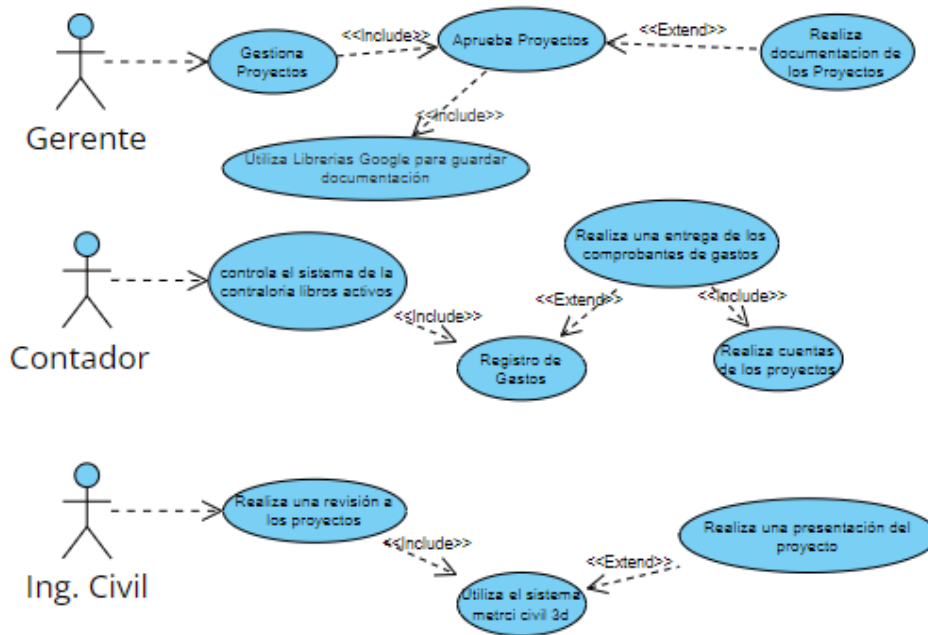 Gerente
Gestiona
Proyectos
<<Include>>
Aprueba Proyectos
<<Extend>>
Realiza
documentacion de
los Proyectos
<<Include>>
Utiliza Librerias Google para guardar
documentación
Contador
controla el sistema de la
contraloria libros activos
<<Include>>
Registro de
Gastos
<<Extend>>
Realiza una entrega de los
comprobantes de gastos
<<Include>>
Realiza cuentas
de los proyectos
Ing. Civil
Realiza una revisión a
los proyectos
<<Include>>
Utiliza el sistema
metrci civil 3d
<<Extend>>
Realiza una presentación del
proyecto